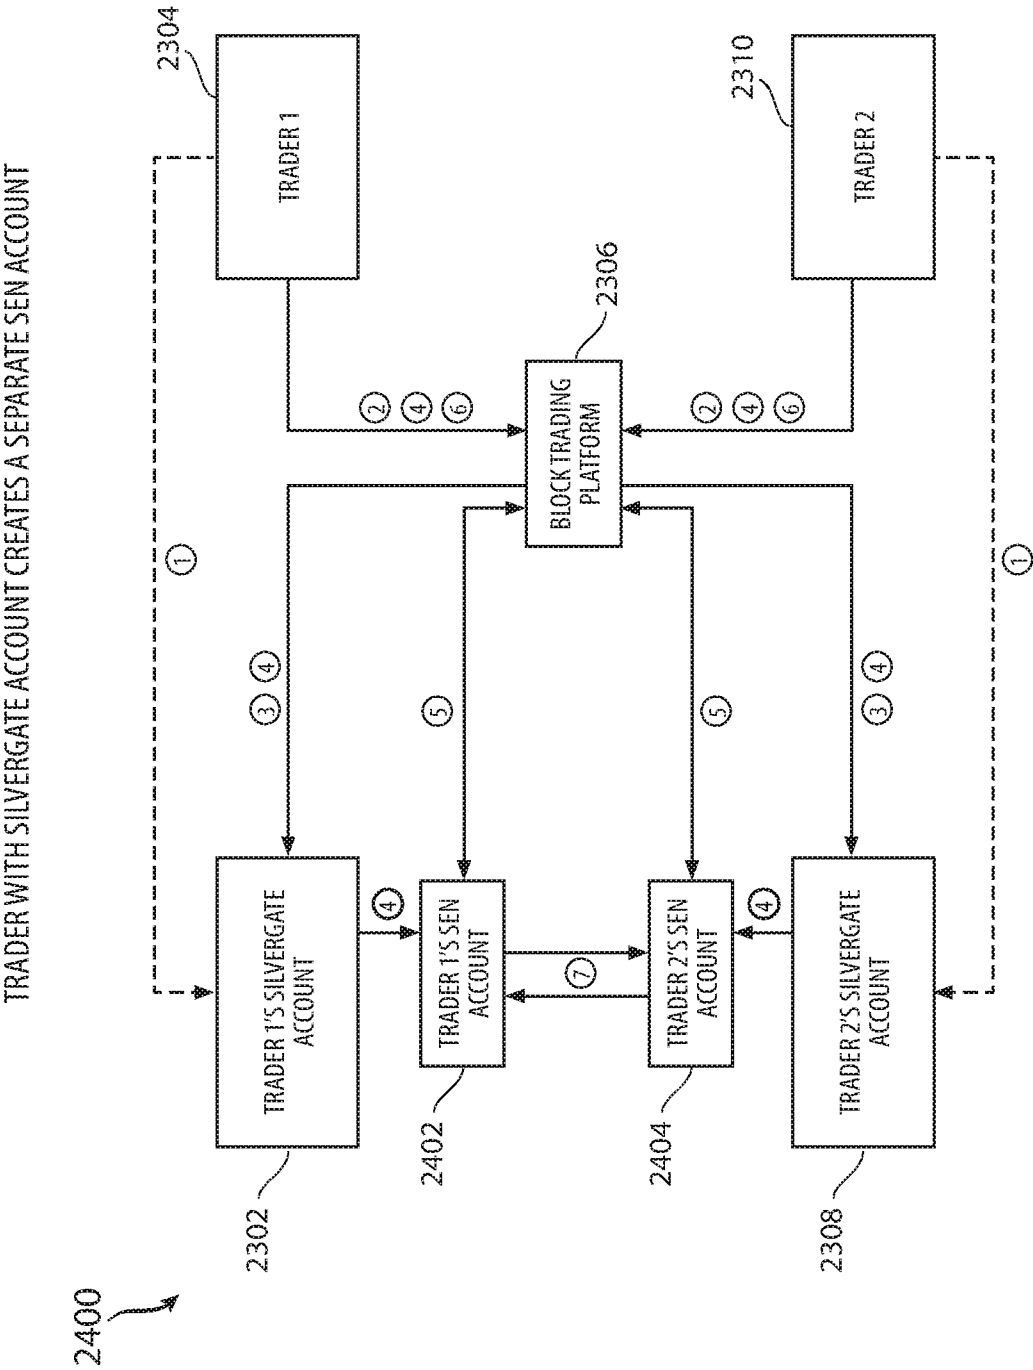 TRADER WITH SILVERGATE ACCOUNT CREATES A SEPARATE SEN ACCOUNT
2400
2302
TRADER 1'S SILVERGATE
ACCOUNT
1
3 4
2304
TRADER 1
4
2402
TRADER 1'S SEN
ACCOUNT
5
2 4 6
7
2306
BLOCK TRADING
PLATFORM
2404
TRADER 2'S SEN
ACCOUNT
5
2 4 6
4
2308
TRADER 2'S SILVERGATE
ACCOUNT
3 4
2310
TRADER 2
1